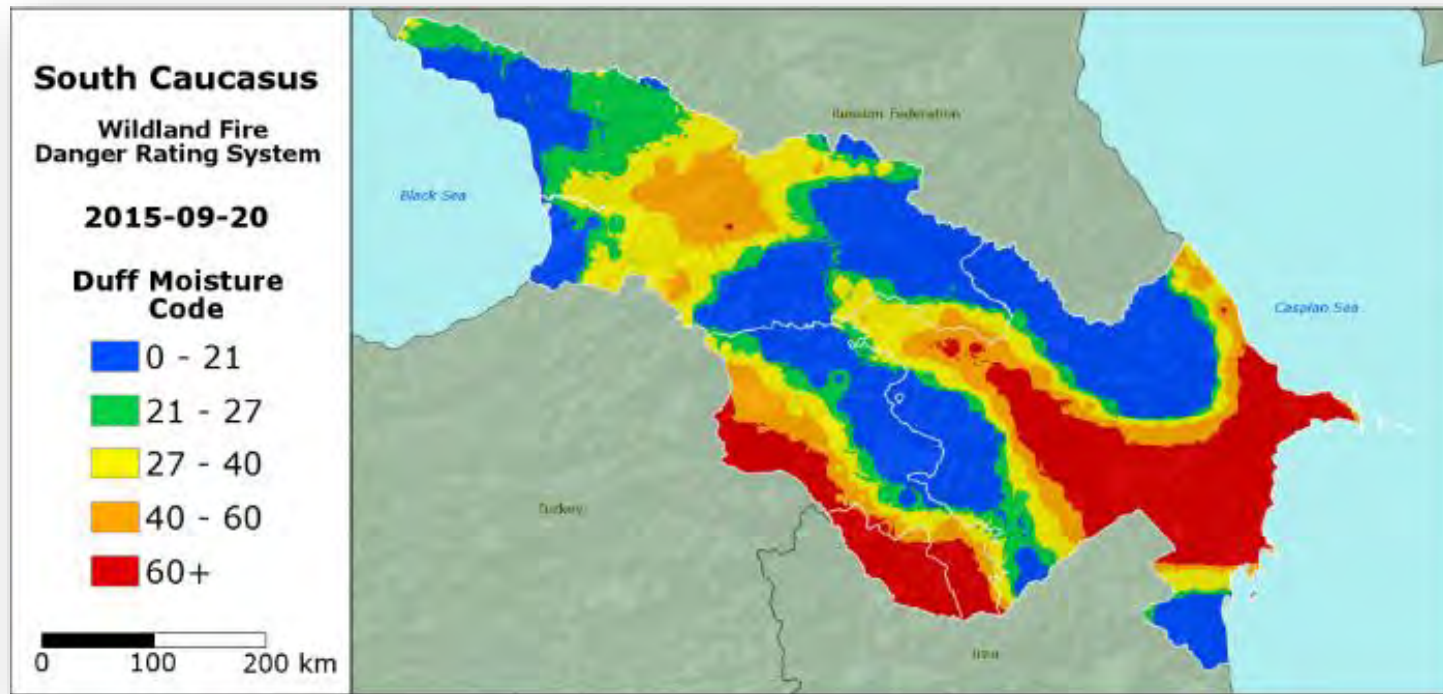 South Caucasus
Wildland Fire
Danger Rating System
2015-09-20
Duff Moisture
Code
0 - 21
21 - 27
27 - 40
40 - 60
60+
0 100 200 km
Russian Federation
Black Sea
Caspian Sea
Turkey
Iran